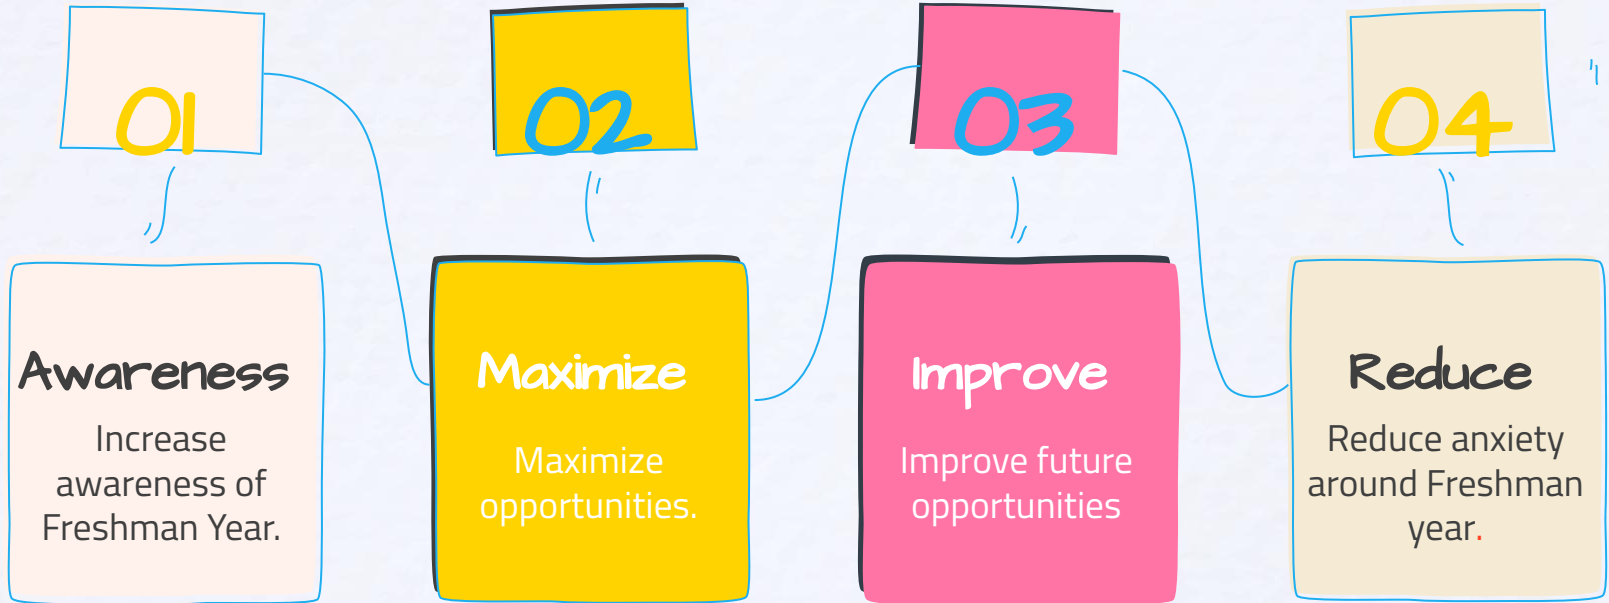 01
Awareness
Increase
awareness of
Freshman Year.
02
Maximize
Maximize
opportunities.
03
Improve
Improve future
opportunities
04
Reduce
Reduce anxiety
around Freshman
year.